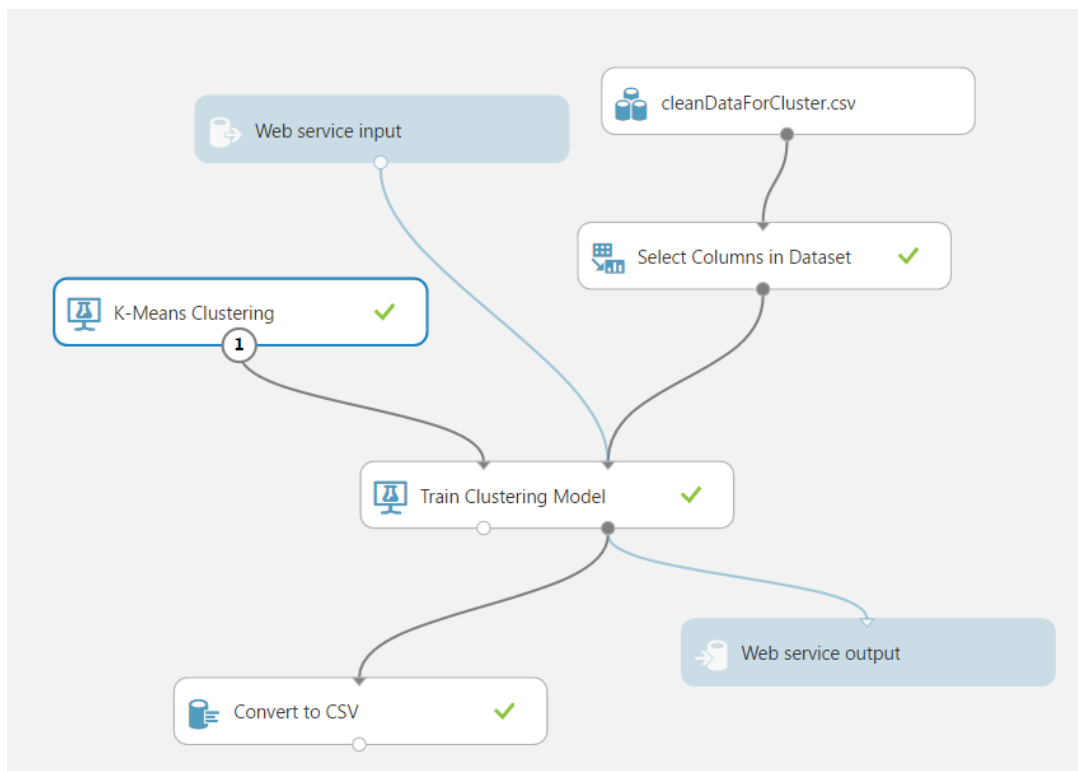 cleanDataForCluster.csv
Web service input
Select Columns in Dataset
K-Means Clustering
1
Train Clustering Model
Web service output
Convert to CSV